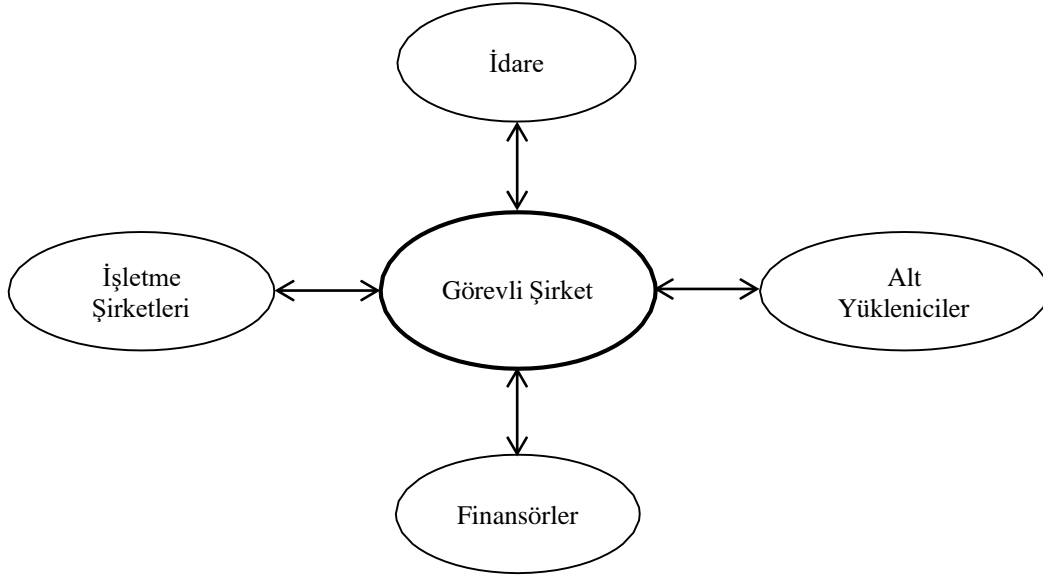 İdare
İşletme
Şirketleri
Görevli Şirket
Alt
Yükleniciler
Finansörler